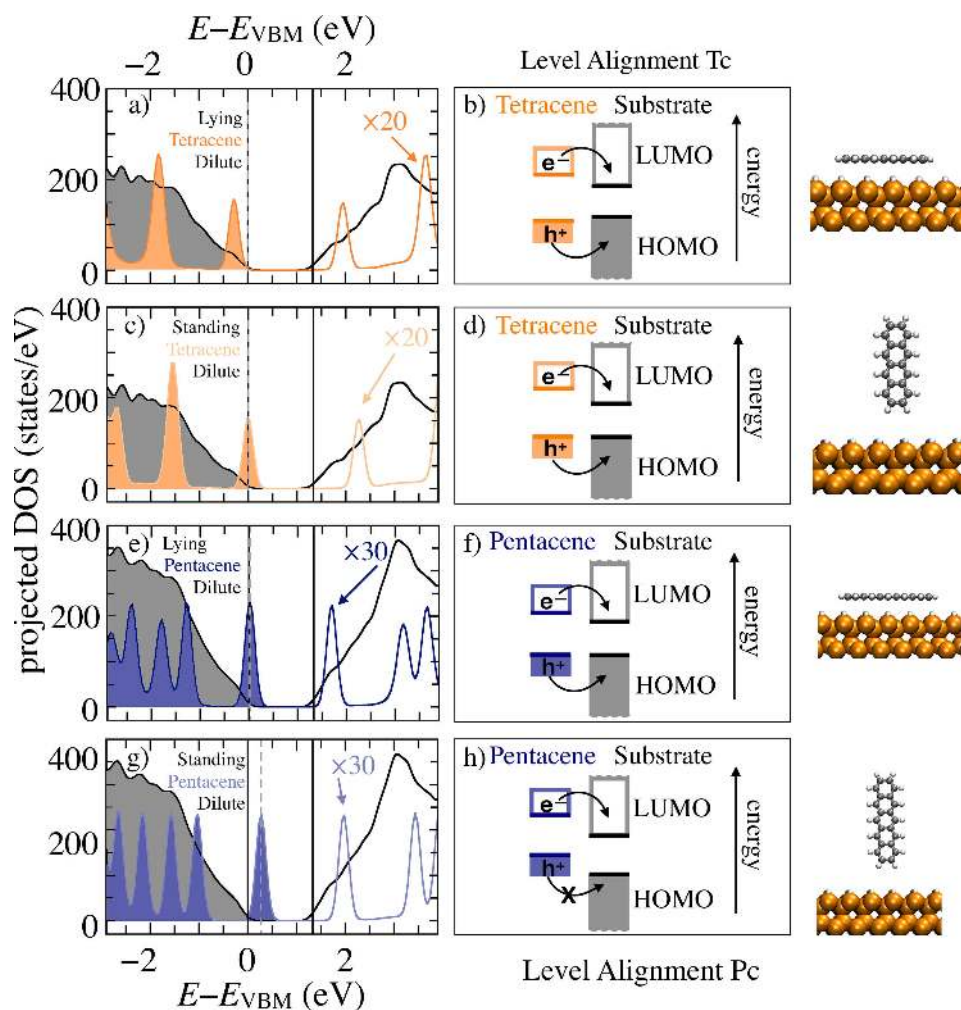 E−E_VBM (eV)
−2 0 2
Level Alignment Tc
projected DOS (states/eV)
400
200
0
a)
Lying
Tetracene
Dilute
×20
b) Tetracene Substrate
e−
LUMO
h+
HOMO
energy
400
200
0
c)
Standing
Tetracene
Dilute
×20
d) Tetracene Substrate
e−
LUMO
h+
HOMO
energy
400
200
0
e)
Lying
Pentacene
Dilute
×30
f) Pentacene Substrate
e−
LUMO
h+
HOMO
energy
400
200
0
g)
Standing
Pentacene
Dilute
×30
h) Pentacene Substrate
e−
LUMO
h+
X
HOMO
energy
−2 0 2
E−E_VBM (eV)
Level Alignment Pc